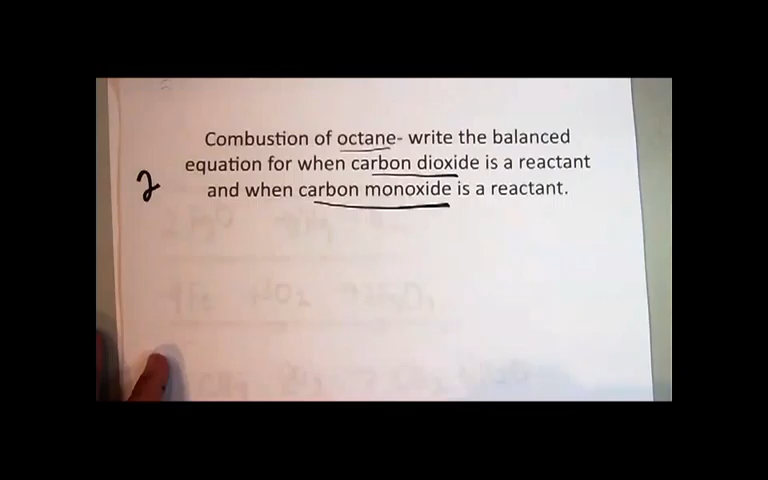 Combustion of octane- write the balanced
equation for when carbon dioxide is a reactant
2
and when carbon monoxide is a reactant.